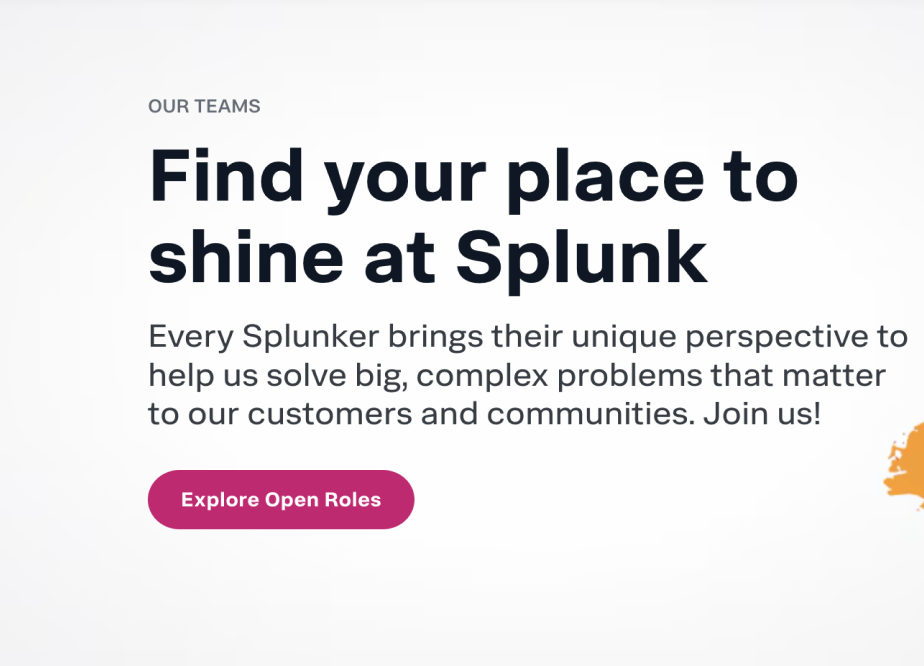 OUR TEAMS
Find your place to
shine at Splunk
Every Splunker brings their unique perspective to
help us solve big, complex problems that matter
to our customers and communities. Join us!
Explore Open Roles